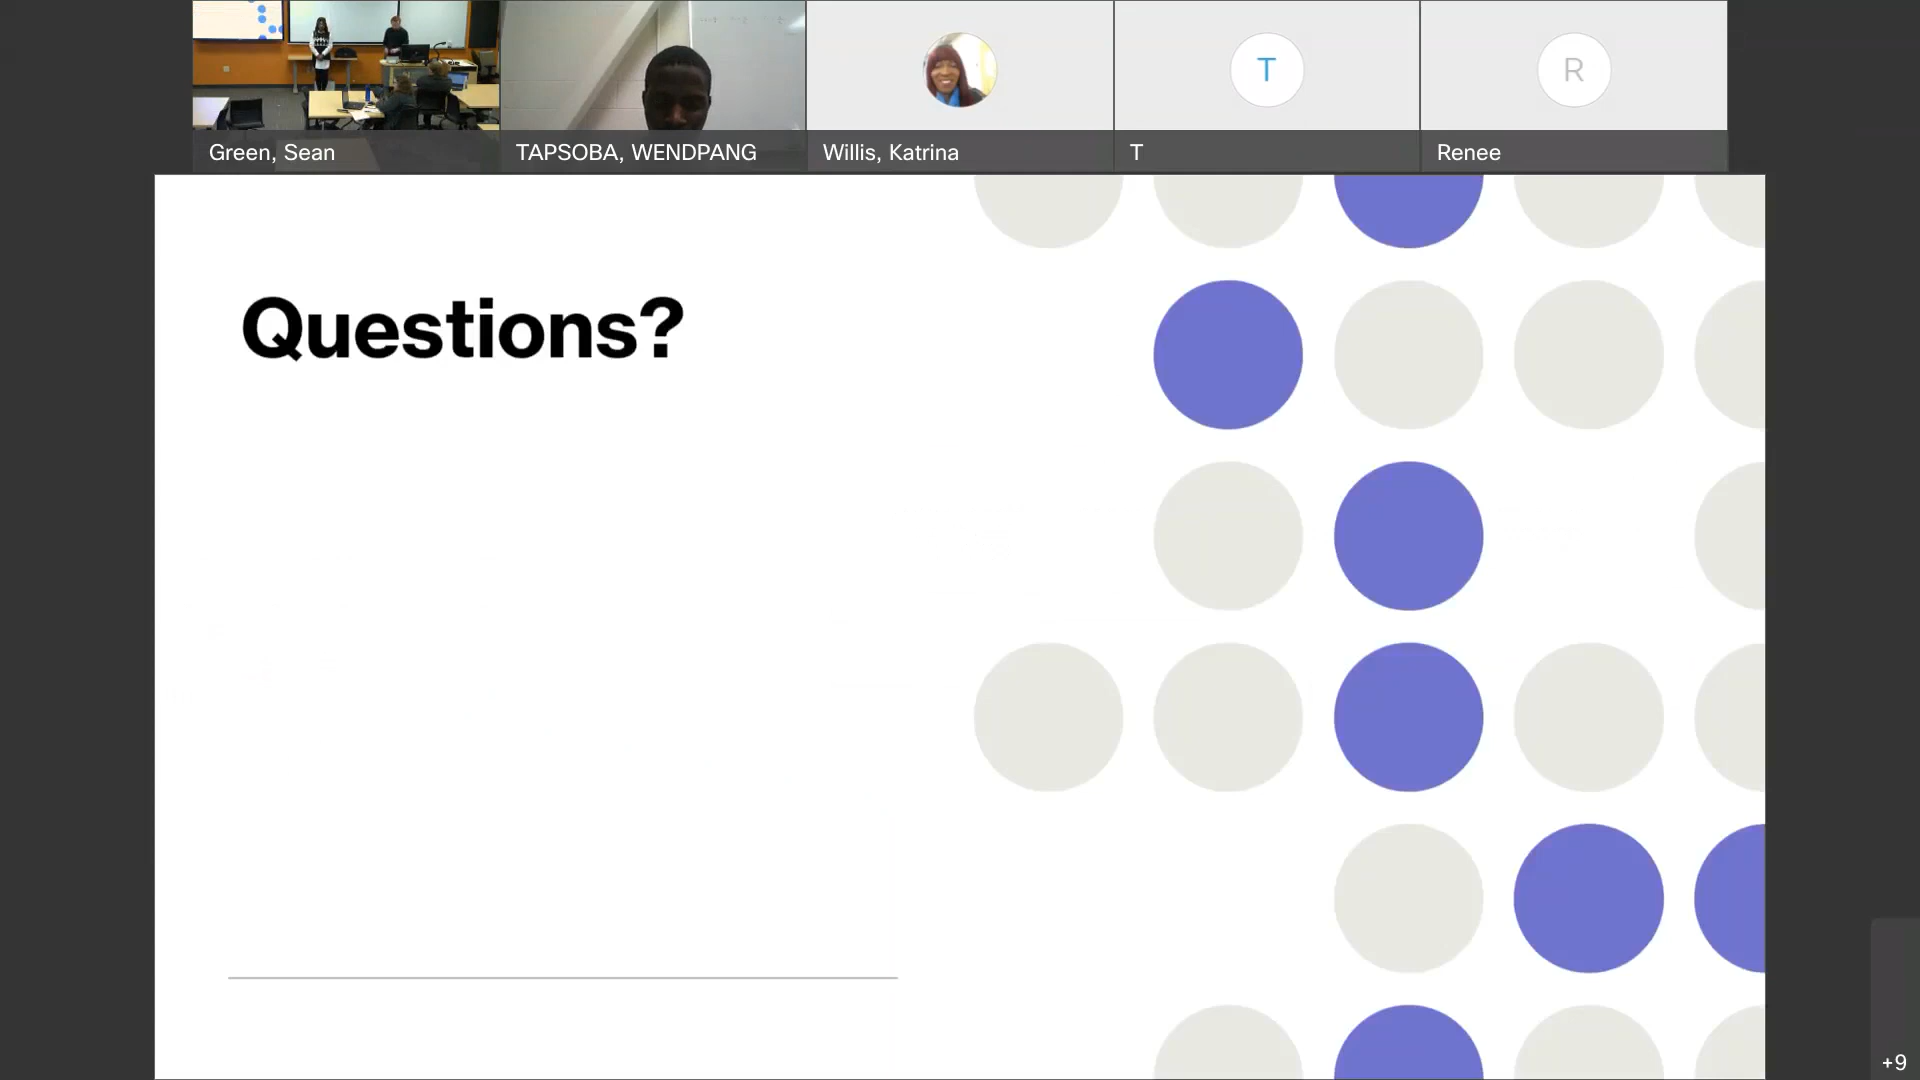 Green, Sean
TAPSOBA, WENDPANG
Willis, Katrina
T
T
R
Renee
Questions?
+9